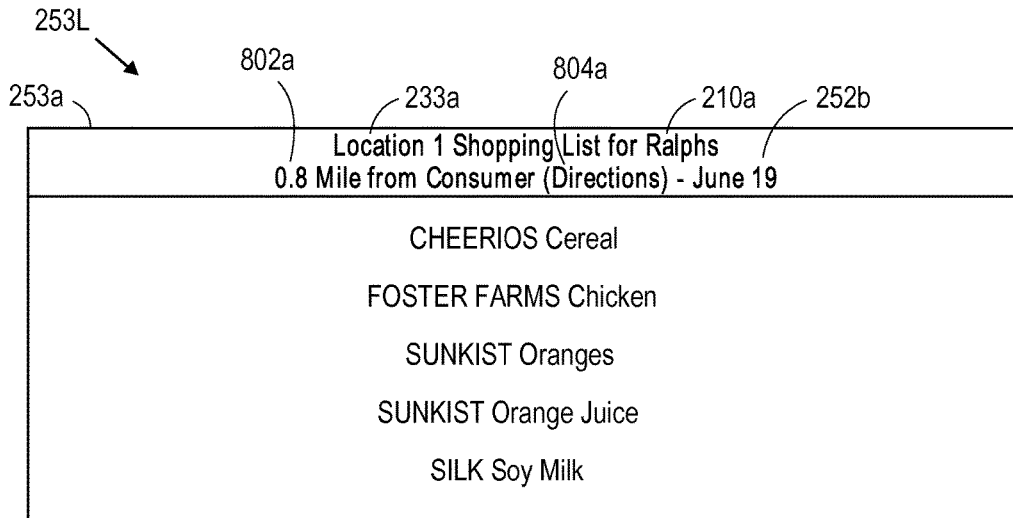 253L
802a
804a
253a
233a
210a
252b
Location 1 Shopping List for Ralphs
0.8 Mile from Consumer (Directions) - June 19
CHEERIOS Cereal
FOSTER FARMS Chicken
SUNKIST Oranges
SUNKIST Orange Juice
SILK Soy Milk